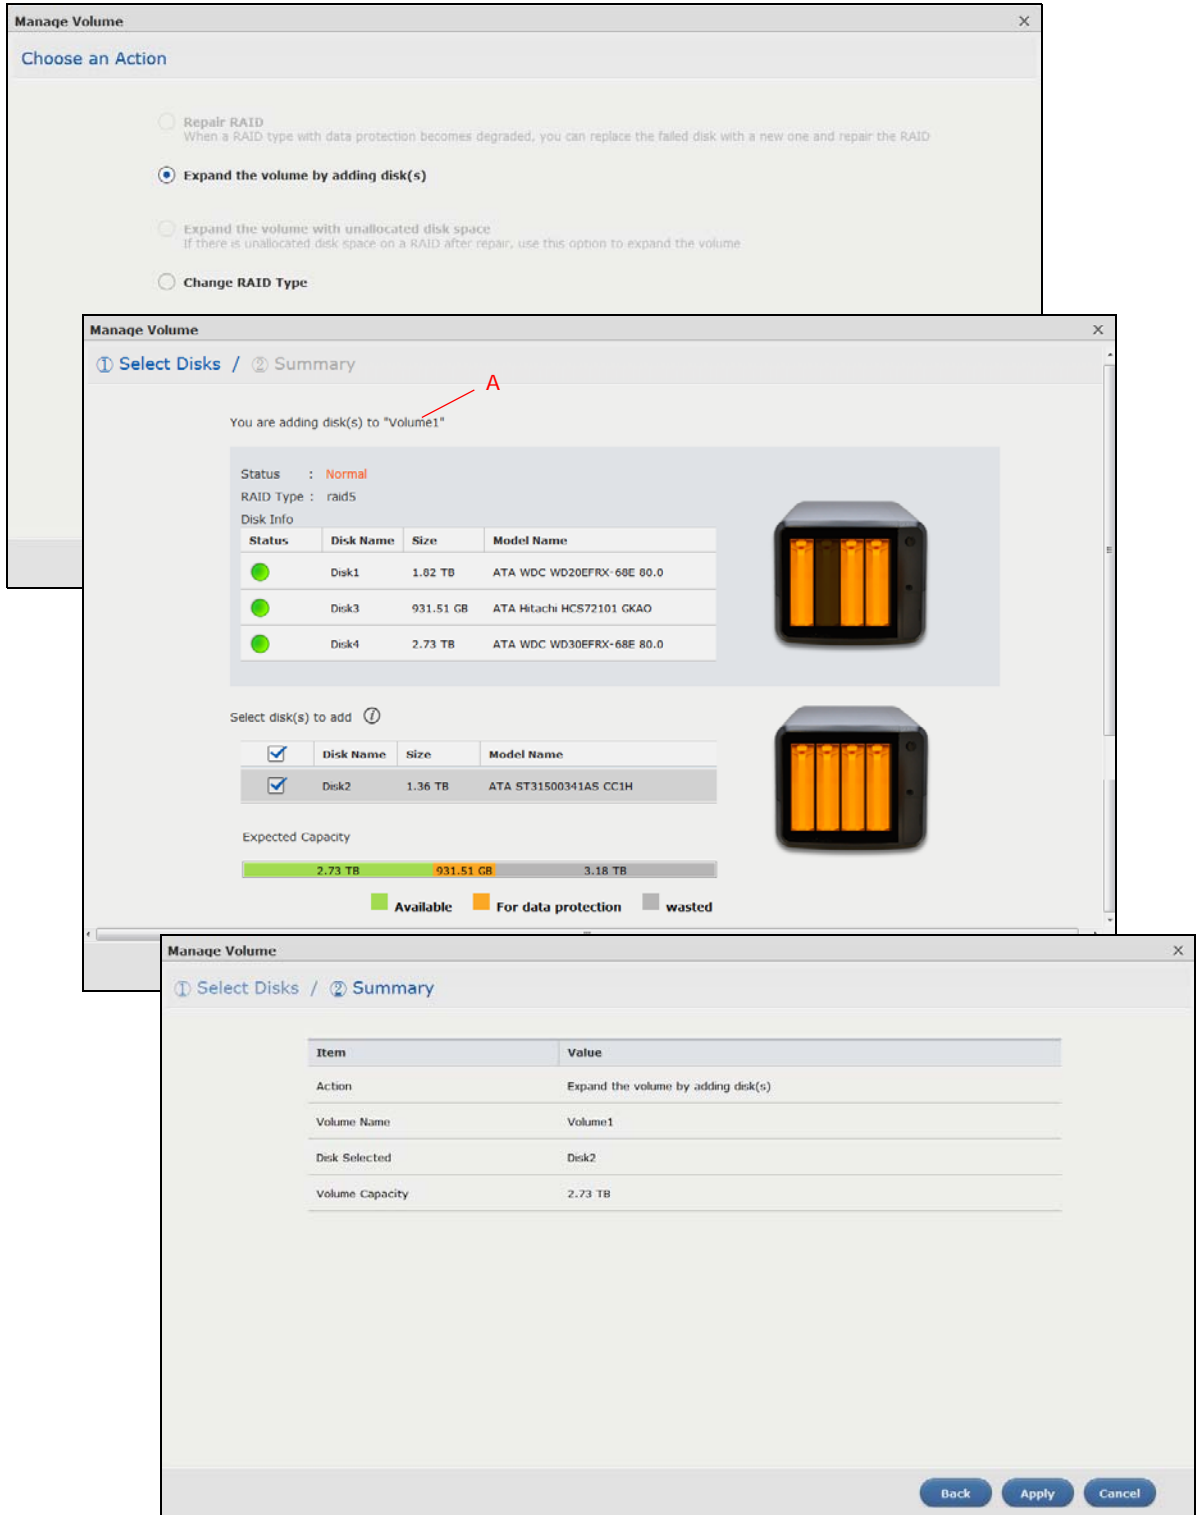 Manage Volume
Choose an Action
Repair RAID
When a RAID type with data protection becomes degraded, you can replace the failed disk with a new one and repair the RAID
Expand the volume by adding disk(s)
Expand the volume with unallocated disk space
If there is unallocated disk space on a RAID after repair, use this option to expand the volume
Change RAID Type
Manage Volume
① Select Disks / ② Summary
A
You are adding disk(s) to "Volume1"
Status : Normal
RAID Type : raid5
Disk Info
Status Disk Name Size Model Name
Disk1 1.82 TB ATA WDC WD20EFRX-68E 80.0
Disk3 931.51 GB ATA Hitachi HCS72101 GKAO
Disk4 2.73 TB ATA WDC WD30EFRX-68E 80.0
Select disk(s) to add
Disk Name Size Model Name
Disk2 1.36 TB ATA ST31500341AS CC1H
Expected Capacity
2.73 TB 931.51 GB 3.18 TB
Available For data protection wasted
Manage Volume
① Select Disks / ② Summary
Item Value
Action Expand the volume by adding disk(s)
Volume Name Volume1
Disk Selected Disk2
Volume Capacity 2.73 TB
Back Apply Cancel